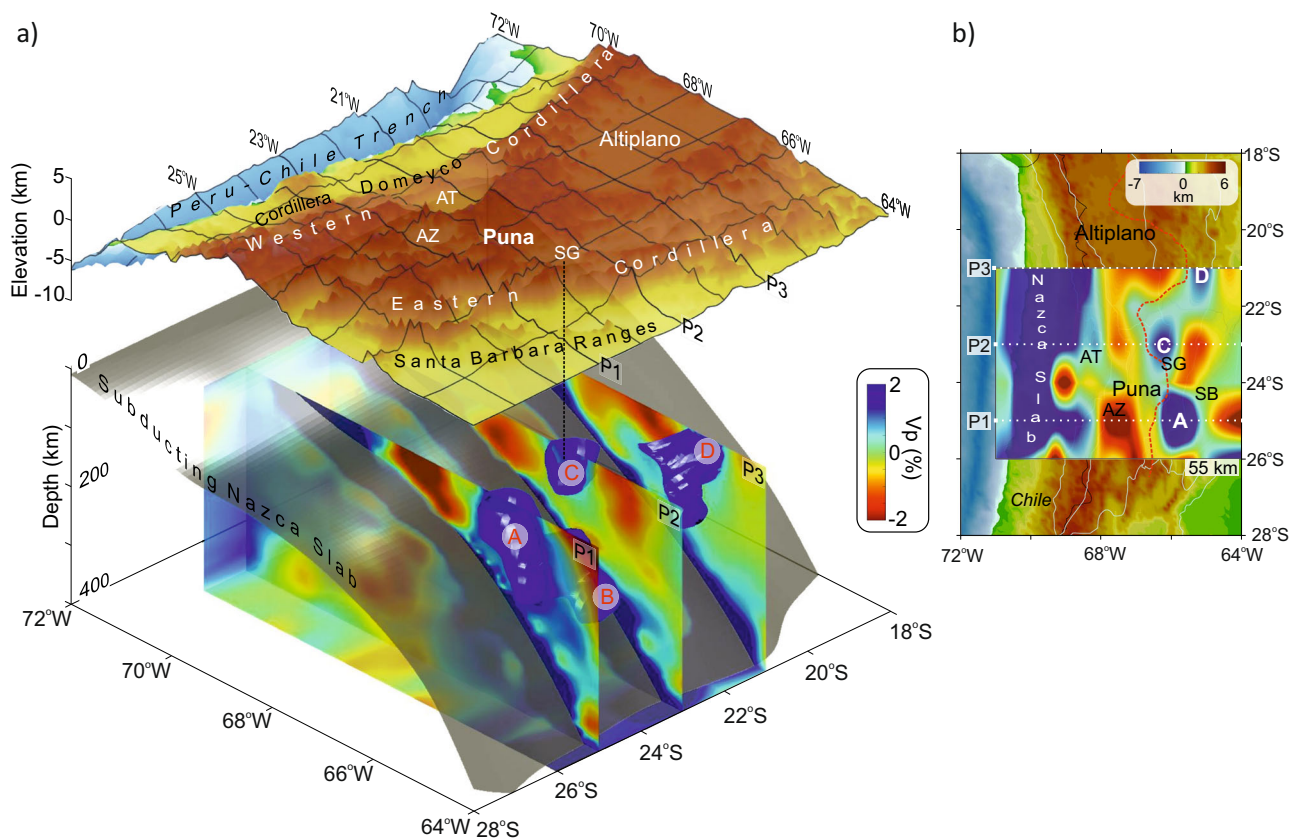 a)
72°W
70°W
68°W
66°W
64°W
21°W
23°W
25°W
Peru-Chile Trench
Cordillera Domeyco
Western Cordillera
Altiplano
AT
AZ
Puna
SG
Eastern Cordillera
Santa Barbara Ranges
P3
P2
P1
Elevation (km)
5
0
-5
-10
Subducting Nazca Slab
Depth (km)
0
200
400
A
B
C
D
P1
P2
P3
72°W
70°W
68°W
66°W
64°W
28°S
26°S
24°S
22°S
20°S
18°S
2
0
-2
Vp (%)
b)
-7 0 6
km
Altiplano
P3
P2
P1
Nazca Slab
AT
Puna
AZ
SG
SB
D
C
A
55 km
Chile
18°S
20°S
22°S
24°S
26°S
28°S
72°W
68°W
64°W